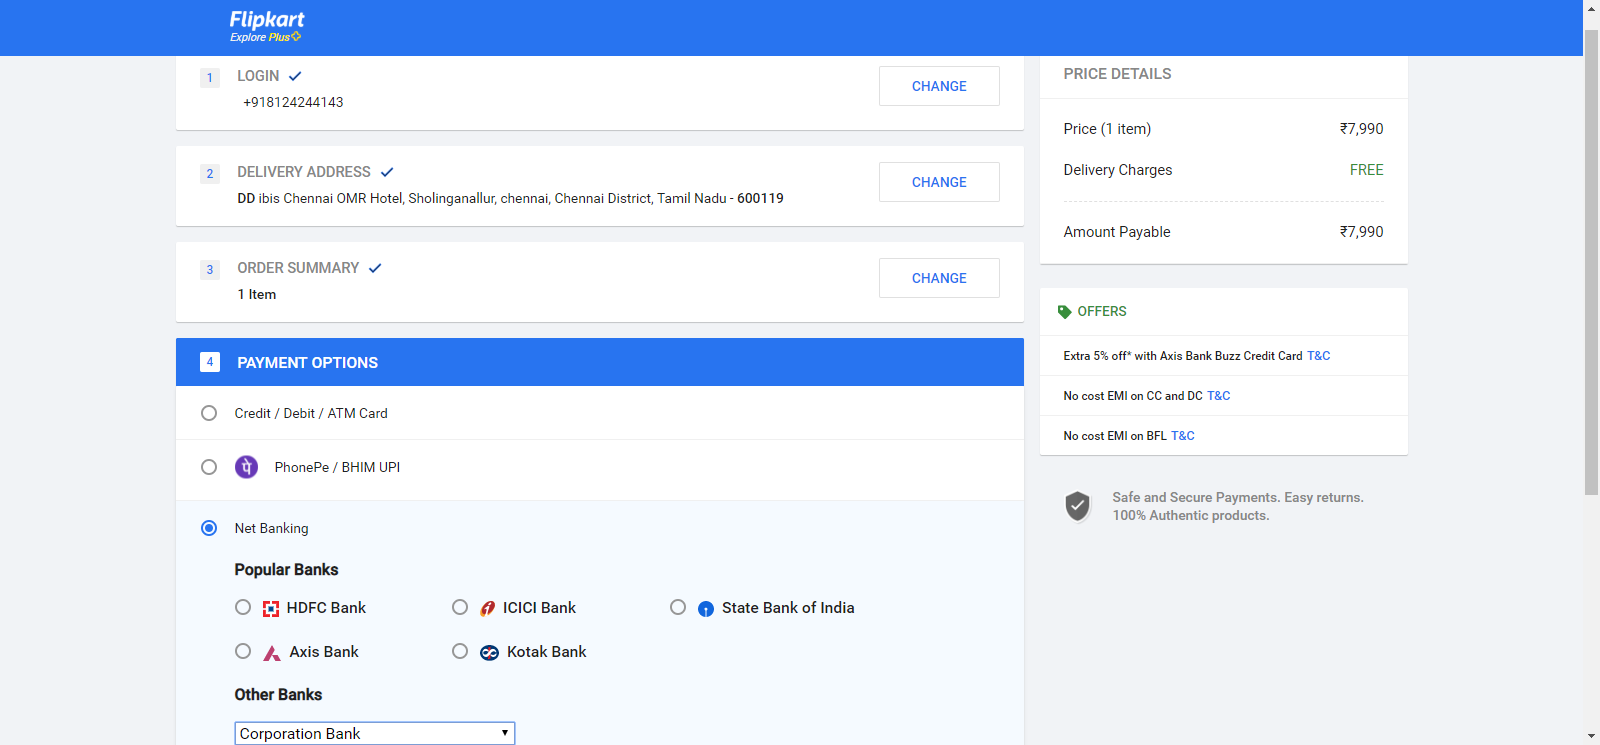 Flipkart
Explore Plus
1 LOGIN
+918124244143
CHANGE
2 DELIVERY ADDRESS
DD ibis Chennai OMR Hotel, Sholinganallur, chennai, Chennai District, Tamil Nadu - 600119
CHANGE
3 ORDER SUMMARY
1 Item
CHANGE
4 PAYMENT OPTIONS
Credit / Debit / ATM Card
पे PhonePe / BHIM UPI
Net Banking
Popular Banks
HDFC Bank ICICI Bank State Bank of India
Axis Bank Kotak Bank
Other Banks
Corporation Bank
PRICE DETAILS
Price (1 item) ₹7,990
Delivery Charges FREE
Amount Payable ₹7,990
OFFERS
Extra 5% off* with Axis Bank Buzz Credit Card T&C
No cost EMI on CC and DC T&C
No cost EMI on BFL T&C
Safe and Secure Payments. Easy returns.
100% Authentic products.